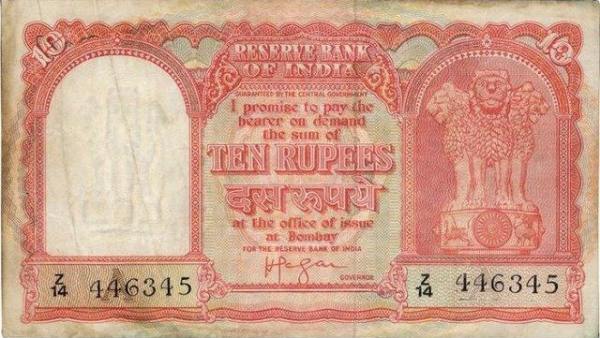 10
10
RESERVE BANK
OF INDIA
GUARANTEED BY THE CENTRAL GOVERNMENT
I promise to pay the
bearer on demand
the sum of
TEN RUPEES
दस रूपये
at the office of issue
at Bombay
FOR THE RESERVE BANK OF INDIA
GOVERNOR
Z/14 446345
Z/14 446345